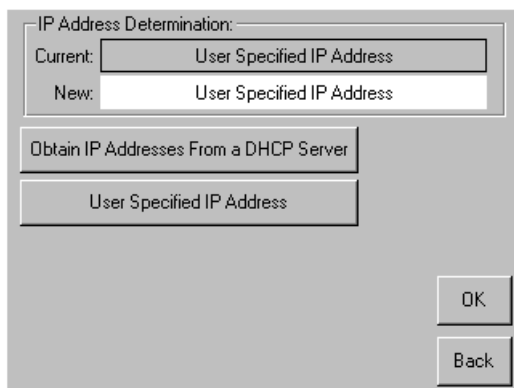 IP Address Determination:
Current: User Specified IP Address
New: User Specified IP Address
Obtain IP Addresses From a DHCP Server
User Specified IP Address
OK
Back